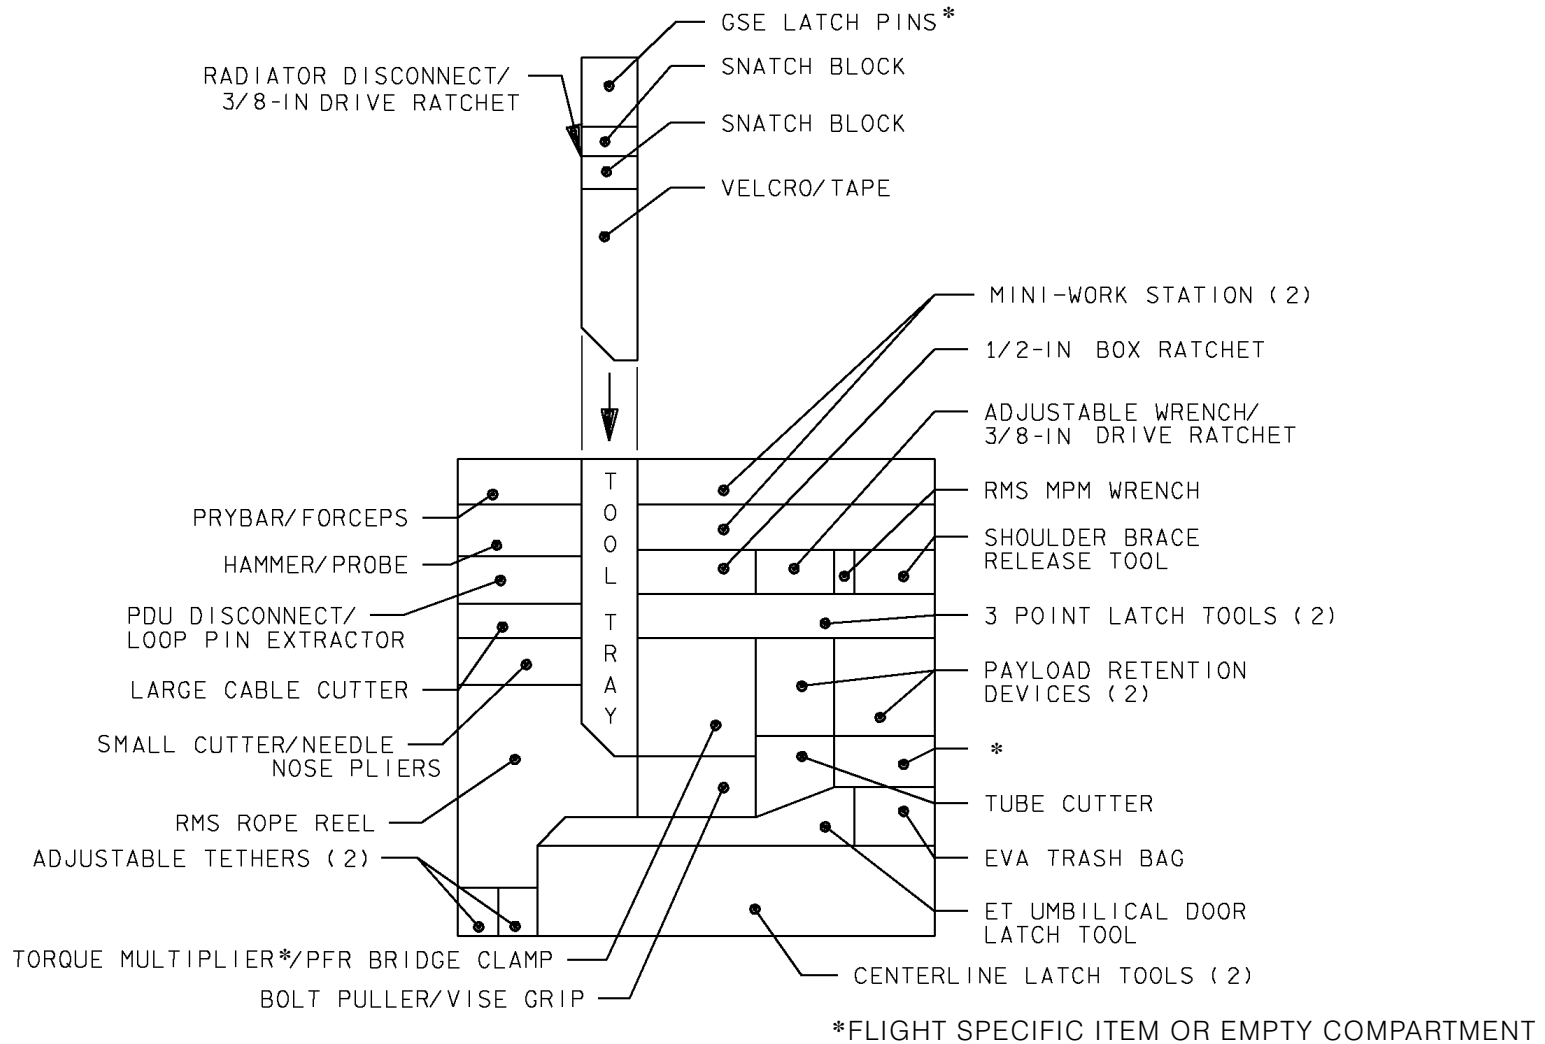 GSE LATCH PINS*
SNATCH BLOCK
RADIATOR DISCONNECT/
3/8-IN DRIVE RATCHET
SNATCH BLOCK
VELCRO/TAPE
MINI-WORK STATION (2)
1/2-IN BOX RATCHET
ADJUSTABLE WRENCH/
3/8-IN DRIVE RATCHET
TOOL TRAY
RMS MPM WRENCH
PRYBAR/FORCEPS
SHOULDER BRACE
RELEASE TOOL
HAMMER/PROBE
PDU DISCONNECT/
LOOP PIN EXTRACTOR
3 POINT LATCH TOOLS (2)
LARGE CABLE CUTTER
PAYLOAD RETENTION
DEVICES (2)
SMALL CUTTER/NEEDLE
NOSE PLIERS
*
TUBE CUTTER
RMS ROPE REEL
ADJUSTABLE TETHERS (2)
EVA TRASH BAG
ET UMBILICAL DOOR
LATCH TOOL
TORQUE MULTIPLIER*/PFR BRIDGE CLAMP
CENTERLINE LATCH TOOLS (2)
BOLT PULLER/VISE GRIP
*FLIGHT SPECIFIC ITEM OR EMPTY COMPARTMENT